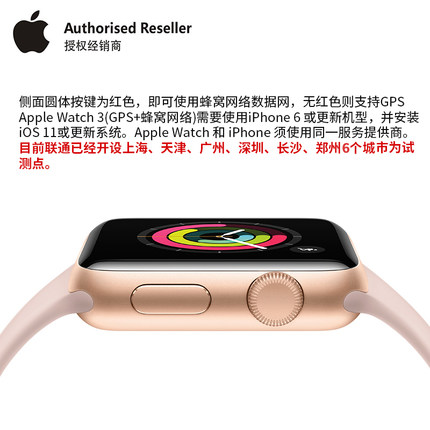 Authorised Reseller
授权经销商
侧面圆体按键为红色，即可使用蜂窝网络数据网，无红色则支持GPS
Apple Watch 3(GPS+蜂窝网络)需要使用iPhone 6 或更新机型，并安装
iOS 11或更新系统。Apple Watch 和 iPhone 须使用同一服务提供商。
目前联通已经开设上海、天津、广州、深圳、长沙、郑州6个城市为试
测点。